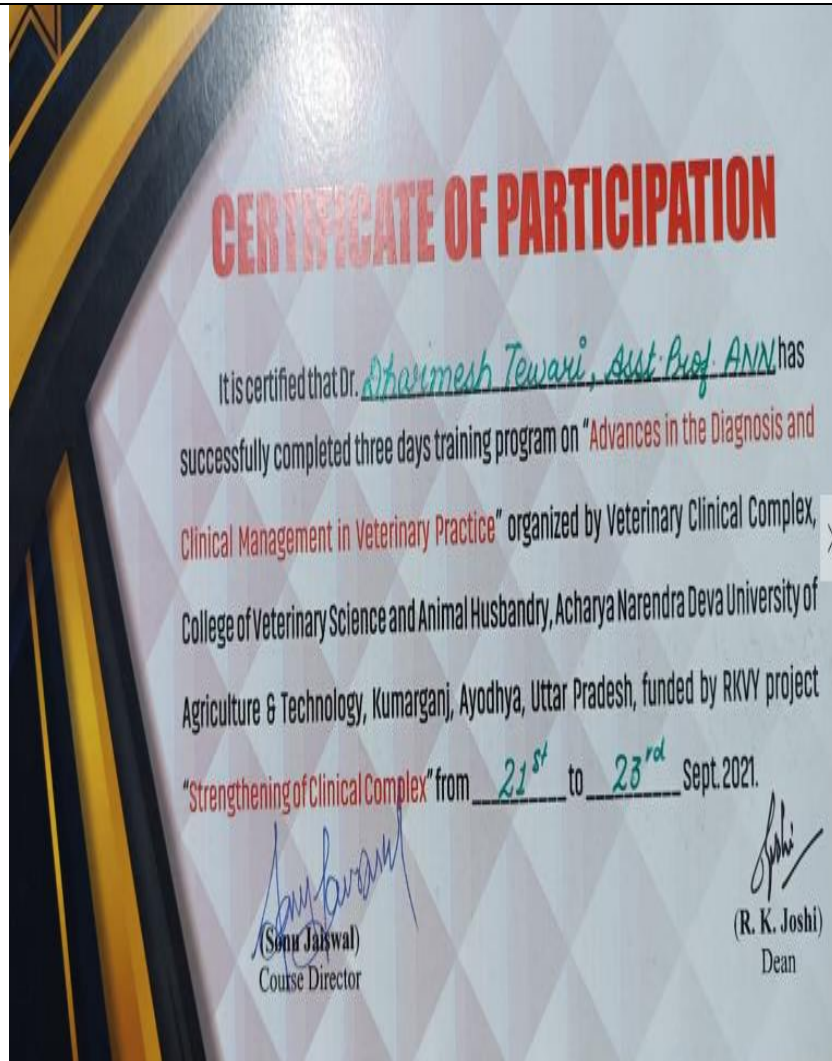 CERTIFICATE OF PARTICIPATION
It is certified that Dr. Dharmesh Tewari, Asst. Prof. ANN has
successfully completed three days training program on "Advances in the Diagnosis and
Clinical Management in Veterinary Practice" organized by Veterinary Clinical Complex,
College of Veterinary Science and Animal Husbandry, Acharya Narendra Deva University of
Agriculture & Technology, Kumarganj, Ayodhya, Uttar Pradesh, funded by RKVY project
"Strengthening of Clinical Complex" from 21st to 23rd Sept. 2021.
Joshi
(Sonu Jaiswal)
(R. K. Joshi)
Course Director
Dean